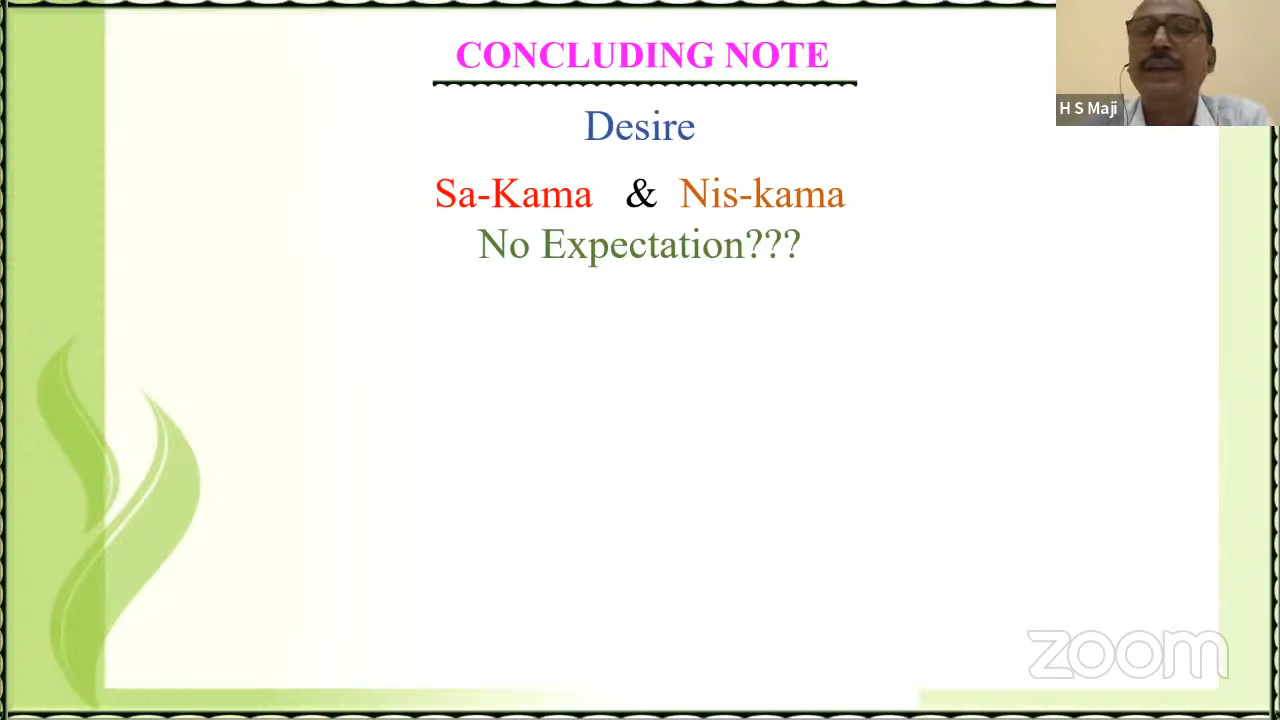 CONCLUDING NOTE
Desire
Sa-Kama & Nis-kama
No Expectation???
H S Maji
zoom